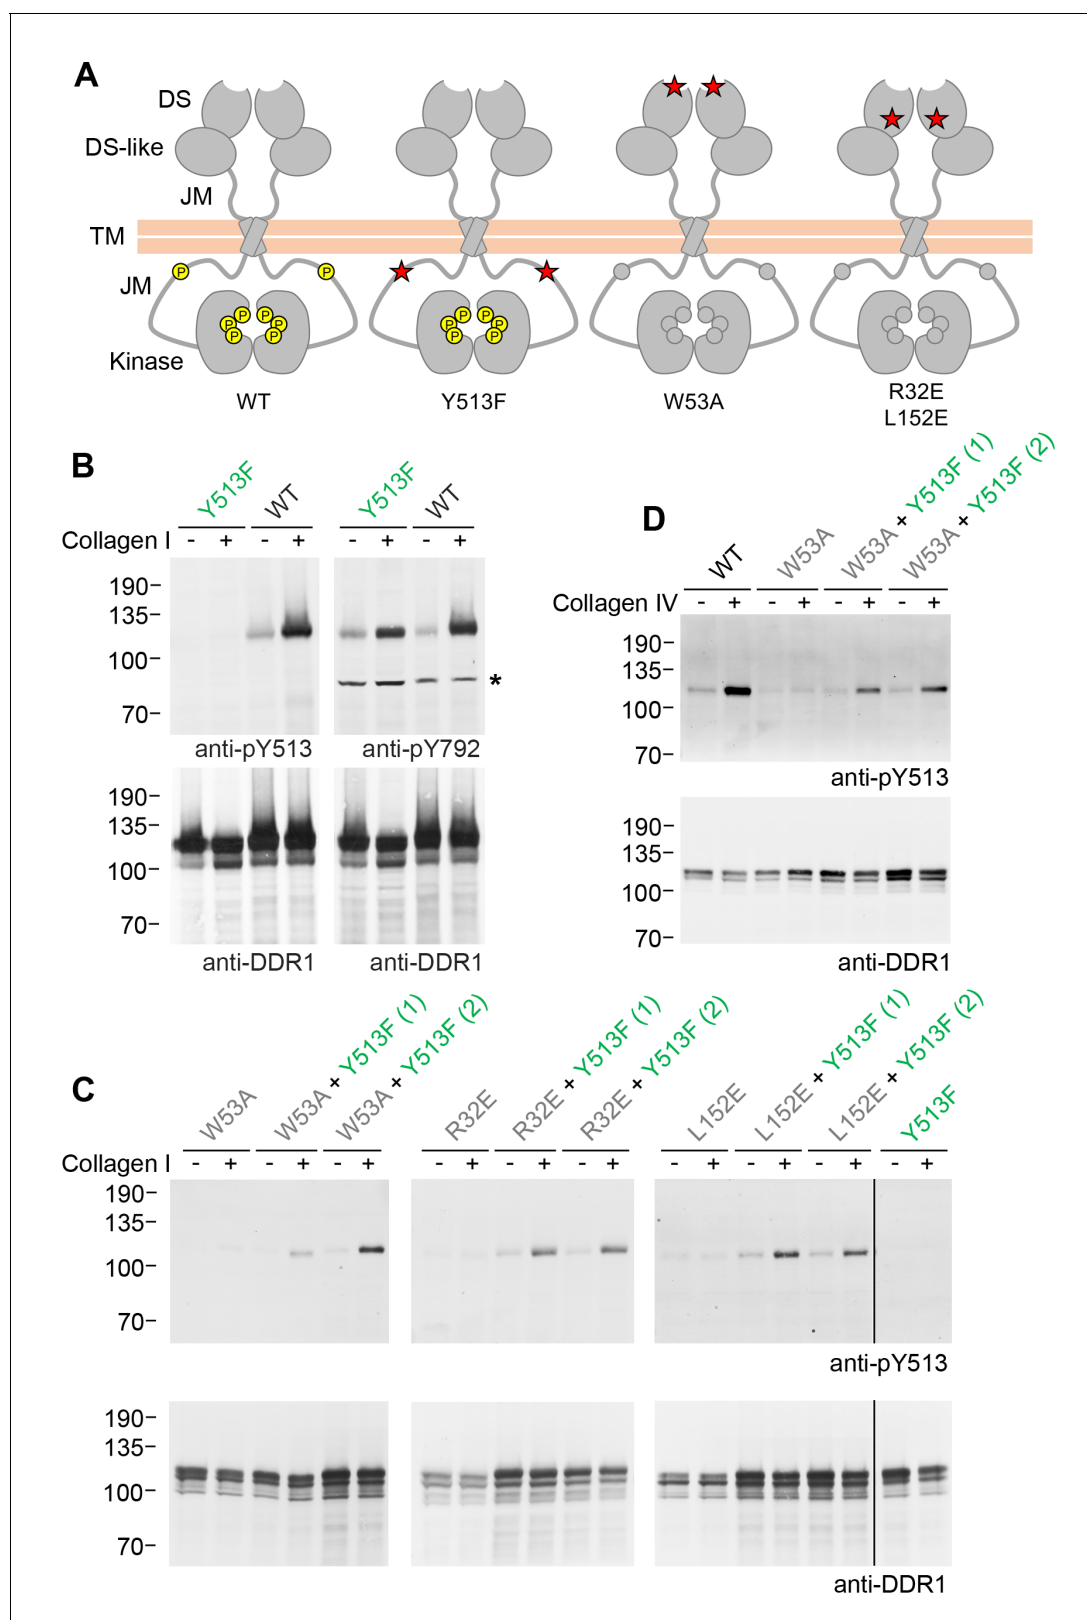 A
DS
DS-like
JM
TM
JM
Kinase
P P
P P P P P P
P P P P P P
WT
Y513F
W53A
R32E
L152E
B
Y513F WT Y513F WT
Collagen I - + - + - + - +
190
135
100
70
*
anti-pY513 anti-pY792
190
135
100
70
anti-DDR1 anti-DDR1
D
WT W53A W53A + Y513F (1) W53A + Y513F (2)
Collagen IV - + - + - + - +
190
135
100
70
anti-pY513
190
135
100
70
anti-DDR1
C
W53A W53A + Y513F (1) W53A + Y513F (2) R32E R32E + Y513F (1) R32E + Y513F (2) L152E L152E + Y513F (1) L152E + Y513F (2) Y513F
Collagen I - + - + - + - + - + - + - + - + - + - +
190
135
100
70
anti-pY513
190
135
100
70
anti-DDR1